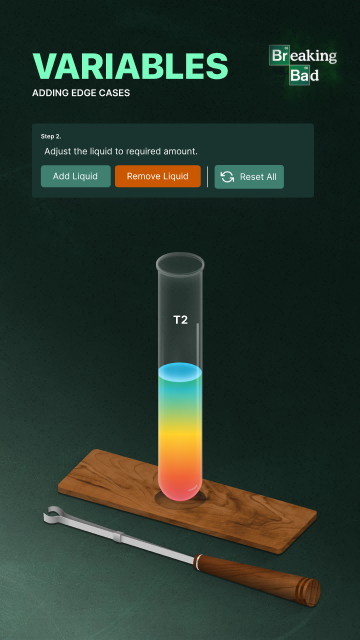 VARIABLES
Breaking
Bad
ADDING EDGE CASES
Step 2.
Adjust the liquid to required amount.
Add Liquid
Remove Liquid
Reset All
T2